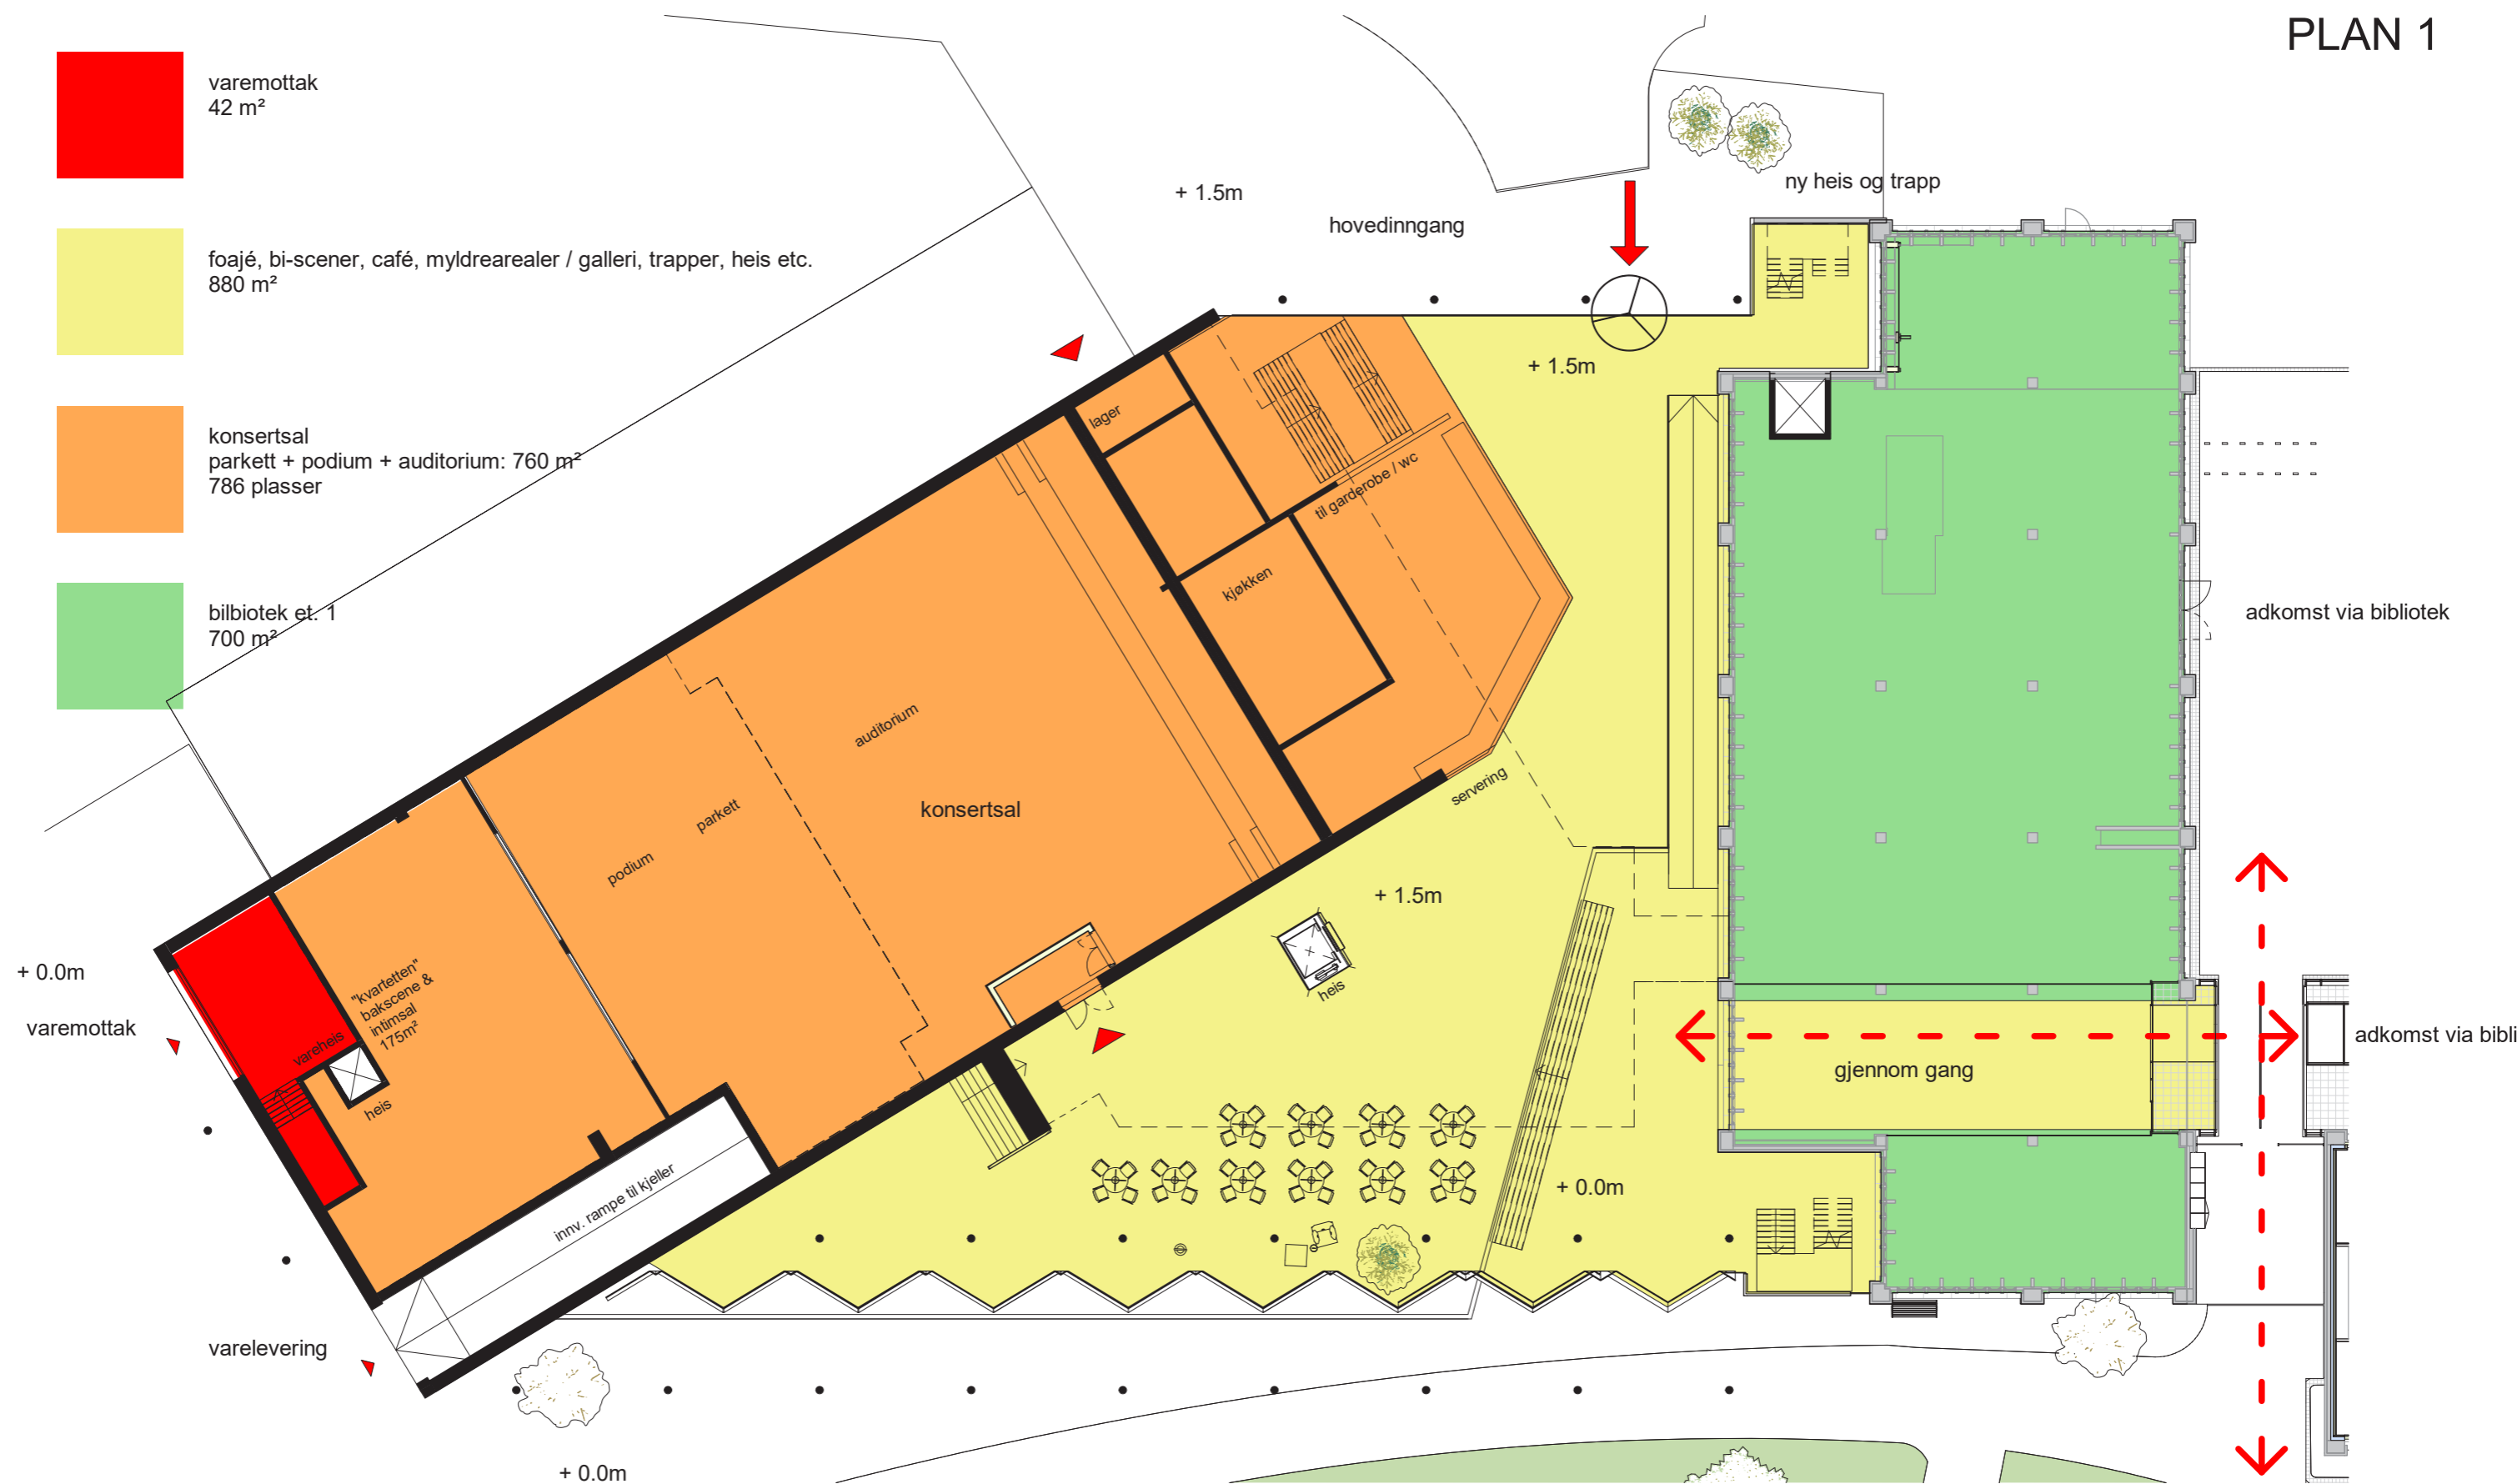 PLAN 1
varemottak
42 m²
foajé, bi-scener, café, myldrearealer / galleri, trapper, heis etc.
880 m²
konsertsal
parkett + podium + auditorium: 760 m²
786 plasser
bilbiotek et. 1
700 m²
+ 1.5m
hovedinngang
ny heis og trapp
+ 1.5m
lager
til garderobe / wc
kjøkken
adkomst via bibliotek
auditorium
parkett
konsertsal
podium
servering
+ 1.5m
heis
+ 0.0m
varemottak
"kvartetten"
bakscene &
intimsal
175m²
vareheis
heis
adkomst via bibli
gjennom gang
innv. rampe til kjeller
+ 0.0m
varelevering
+ 0.0m